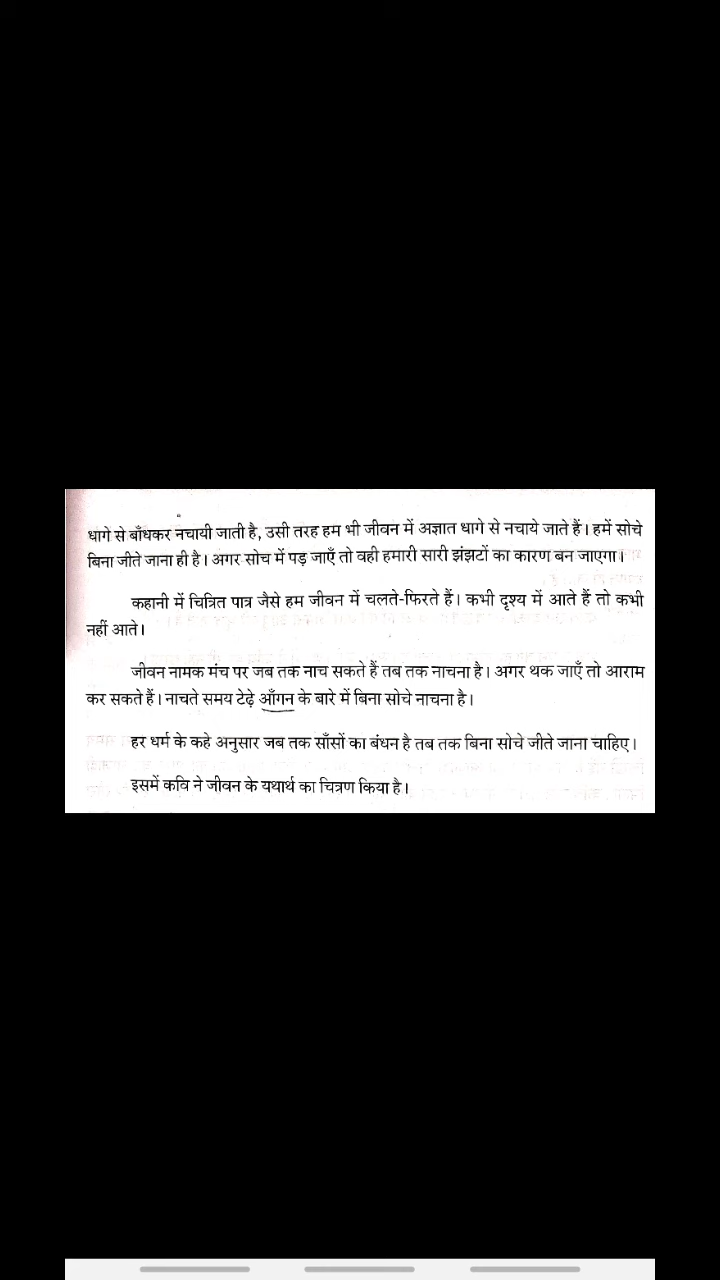 धागे से बाँधकर नचायी जाती है, उसी तरह हम भी जीवन में अज्ञात धागे से नचाये जाते हैं। हमें सोचे
बिना जीते जाना ही है। अगर सोच में पड़ जाएँ तो वही हमारी सारी झंझटों का कारण बन जाएगा।
कहानी में चित्रित पात्र जैसे हम जीवन में चलते-फिरते हैं। कभी दृश्य में आते हैं तो कभी
नहीं आते।
जीवन नामक मंच पर जब तक नाच सकते हैं तब तक नाचना है। अगर थक जाएँ तो आराम
कर सकते हैं। नाचते समय टेढ़े आँगन के बारे में बिना सोचे नाचना है।
हर धर्म के कहे अनुसार जब तक साँसों का बंधन है तब तक बिना सोचे जीते जाना चाहिए।
इसमें कवि ने जीवन के यथार्थ का चित्रण किया है।